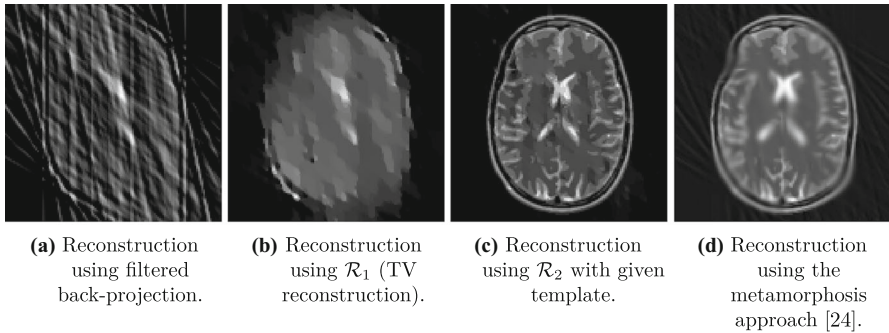 (a) Reconstruction
using filtered
back-projection.
(b) Reconstruction
using R₁ (TV
reconstruction).
(c) Reconstruction
using R₂ with given
template.
(d) Reconstruction
using the
metamorphosis
approach [24].